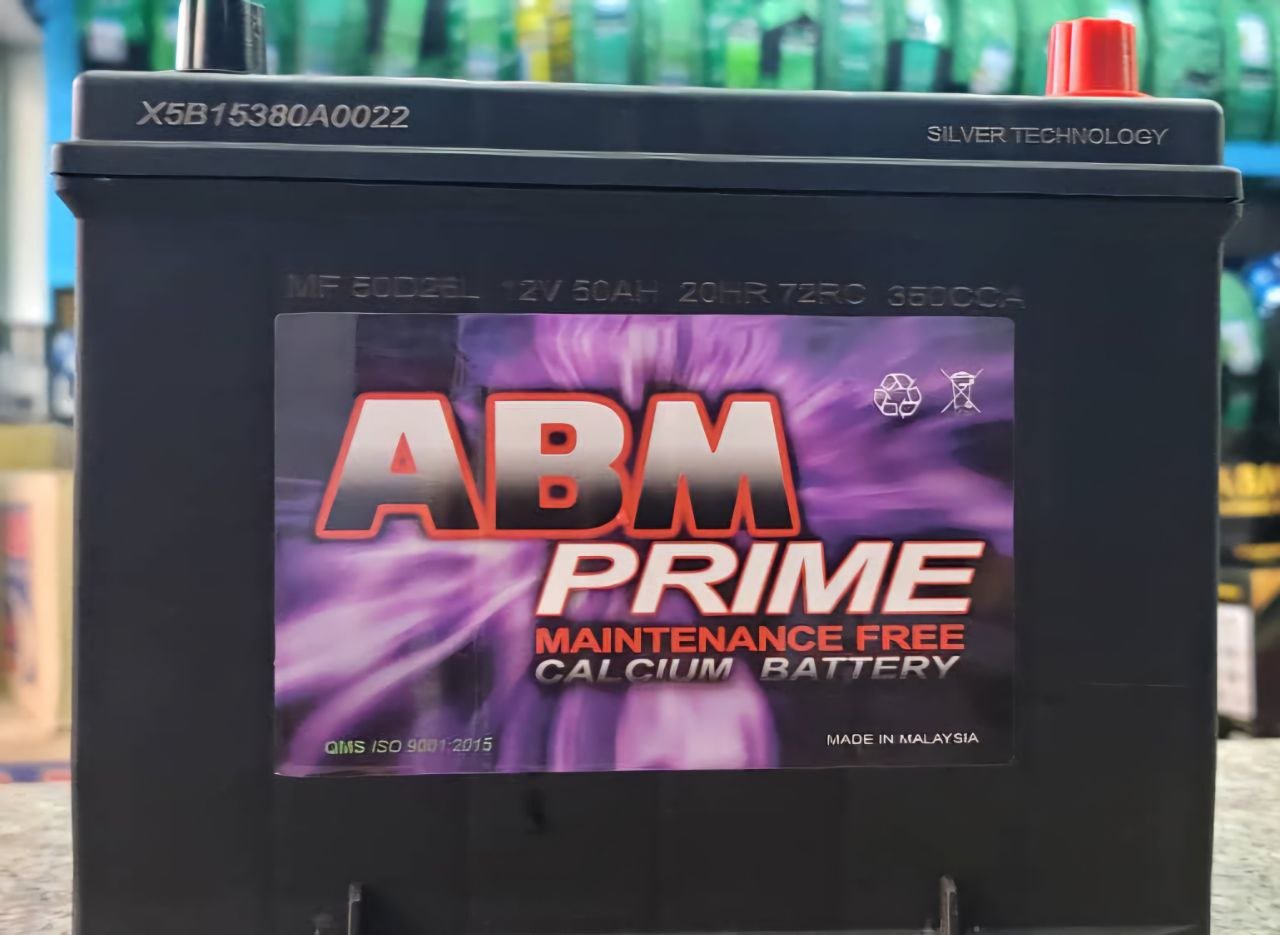 X5B15380A0022
SILVER TECHNOLOGY
MF 50D26L 12V 50AH 20HR 72RC 350CCA
ABM
PRIME
MAINTENANCE FREE
CALCIUM BATTERY
QMS ISO 9001:2015
MADE IN MALAYSIA